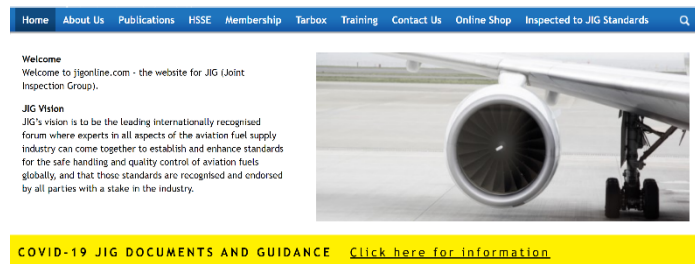 Home About Us Publications HSSE Membership Tarbox Training Contact Us Online Shop Inspected to JIG Standards
Welcome
Welcome to jigonline.com - the website for JIG (Joint
Inspection Group).
JIG Vision
JIG's vision is to be the leading internationally recognised
forum where experts in all aspects of the aviation fuel supply
industry can come together to establish and enhance standards
for the safe handling and quality control of aviation fuels
globally, and that those standards are recognised and endorsed
by all parties with a stake in the industry.
COVID-19 JIG DOCUMENTS AND GUIDANCE Click here for information